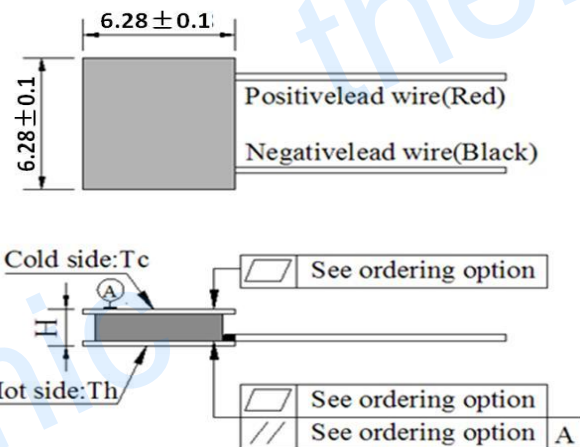 6.28±0.1
6.28±0.1
Positivelead wire(Red)
Negativelead wire(Black)
Cold side:Tc
See ordering option
A
H
Hot side:Th
See ordering option
See ordering option A